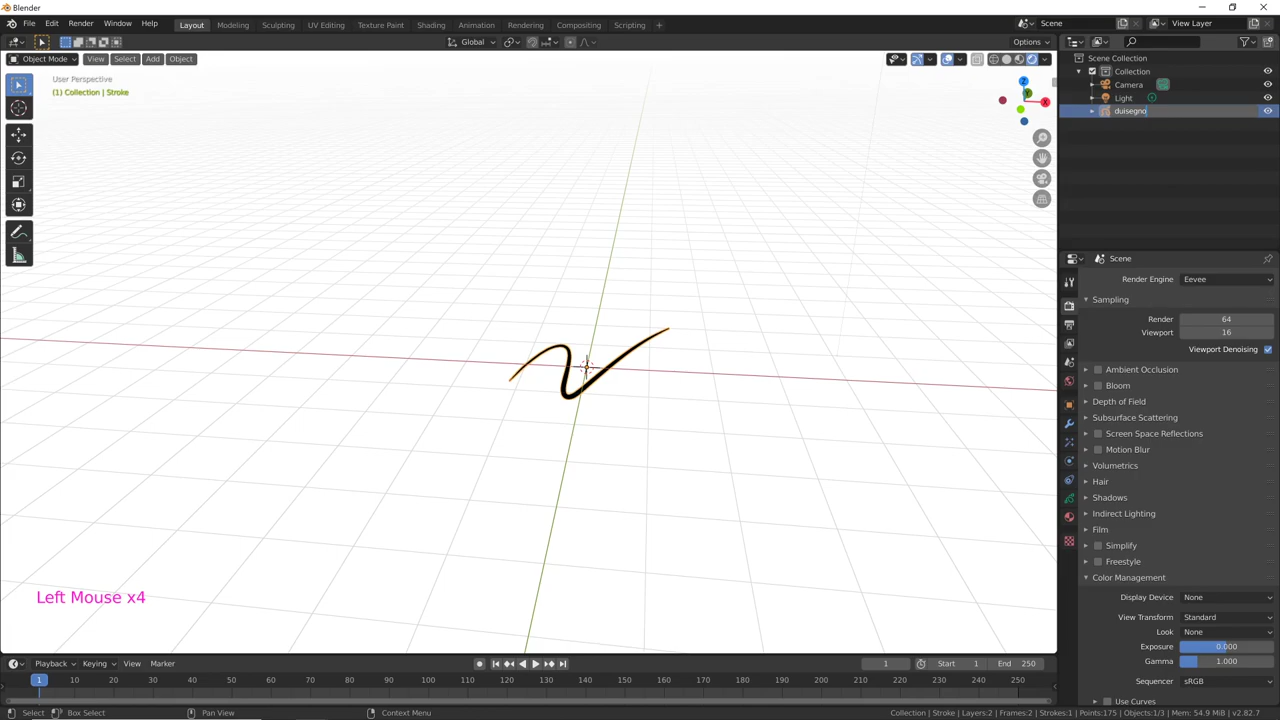 Blender
File Edit Render Window Help Layout Modeling Sculpting UV Editing Texture Paint Shading Animation Rendering Compositing Scripting + Scene View Layer
Global Options
Object Mode View Select Add Object
User Perspective
(1) Collection | Stroke
Z
Y
X
Scene Collection
Collection
Camera
Light
duisegno
Scene
Render Engine Eevee
Sampling
Render 64
Viewport 16
Viewport Denoising
Ambient Occlusion
Bloom
Depth of Field
Subsurface Scattering
Screen Space Reflections
Motion Blur
Volumetrics
Hair
Shadows
Indirect Lighting
Film
Simplify
Freestyle
Color Management
Display Device None
View Transform Standard
Look None
Exposure 0.000
Gamma 1.000
Sequencer sRGB
Use Curves
Left Mouse x4
Playback Keying View Marker 1 Start 1 End 250
1 10 20 30 40 50 60 70 80 90 100 110 120 130 140 150 160 170 180 190 200 210 220 230 240 250
Select Box Select Pan View Context Menu Collection | Stroke | Layers:2 | Frames:2 | Strokes:1 | Points:175 | Objects:1/3 | Mem: 54.9 MiB | v2.82.7